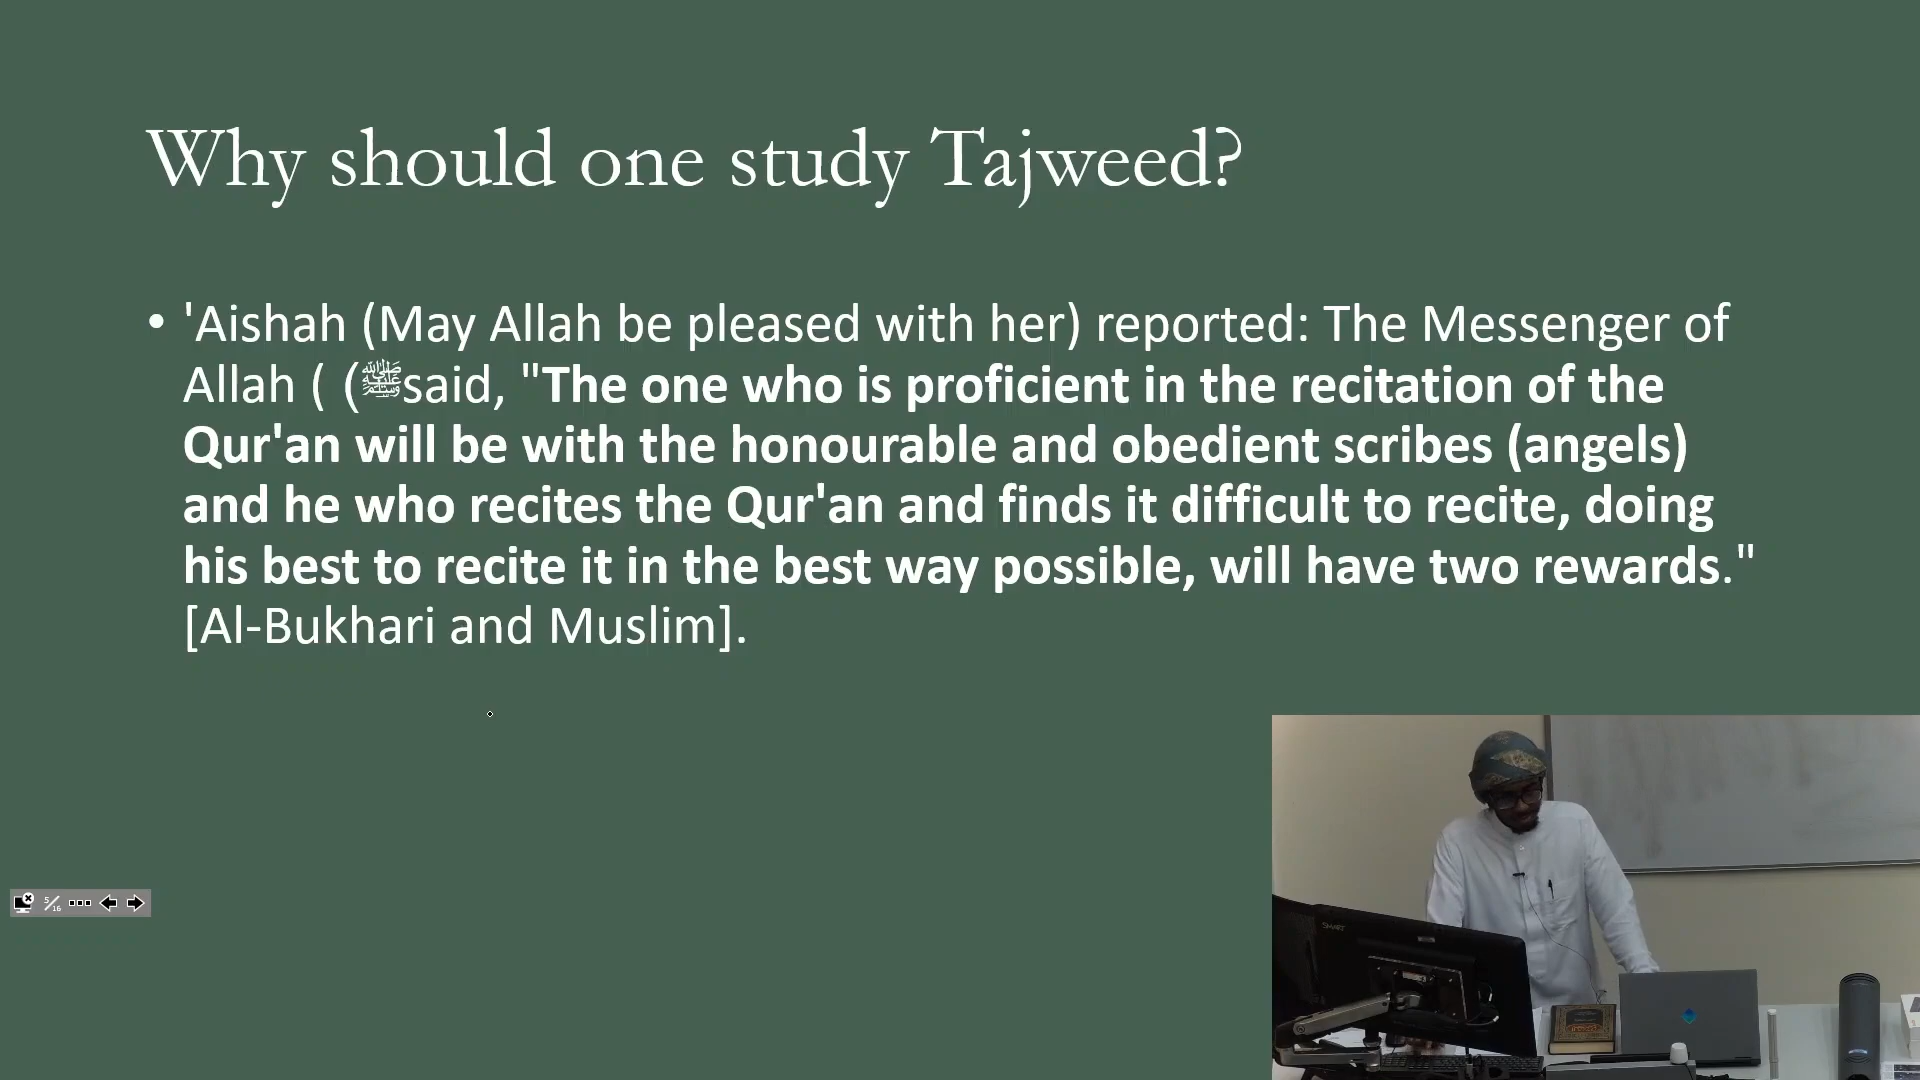 Why should one study Tajweed?
• 'Aishah (May Allah be pleased with her) reported: The Messenger of
Allah ( (ﷺsaid, "The one who is proficient in the recitation of the
Qur'an will be with the honourable and obedient scribes (angels)
and he who recites the Qur'an and finds it difficult to recite, doing
his best to recite it in the best way possible, will have two rewards."
[Al-Bukhari and Muslim].
5/16
SMART